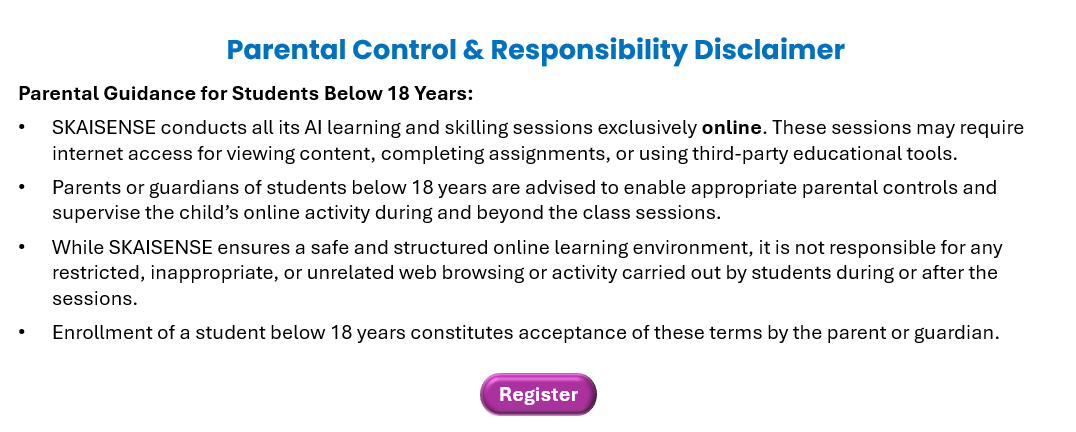 Parental Control & Responsibility Disclaimer
Parental Guidance for Students Below 18 Years:
• SKAISENSE conducts all its AI learning and skilling sessions exclusively online. These sessions may require
internet access for viewing content, completing assignments, or using third-party educational tools.
• Parents or guardians of students below 18 years are advised to enable appropriate parental controls and
supervise the child’s online activity during and beyond the class sessions.
• While SKAISENSE ensures a safe and structured online learning environment, it is not responsible for any
restricted, inappropriate, or unrelated web browsing or activity carried out by students during or after the
sessions.
• Enrollment of a student below 18 years constitutes acceptance of these terms by the parent or guardian.
Register